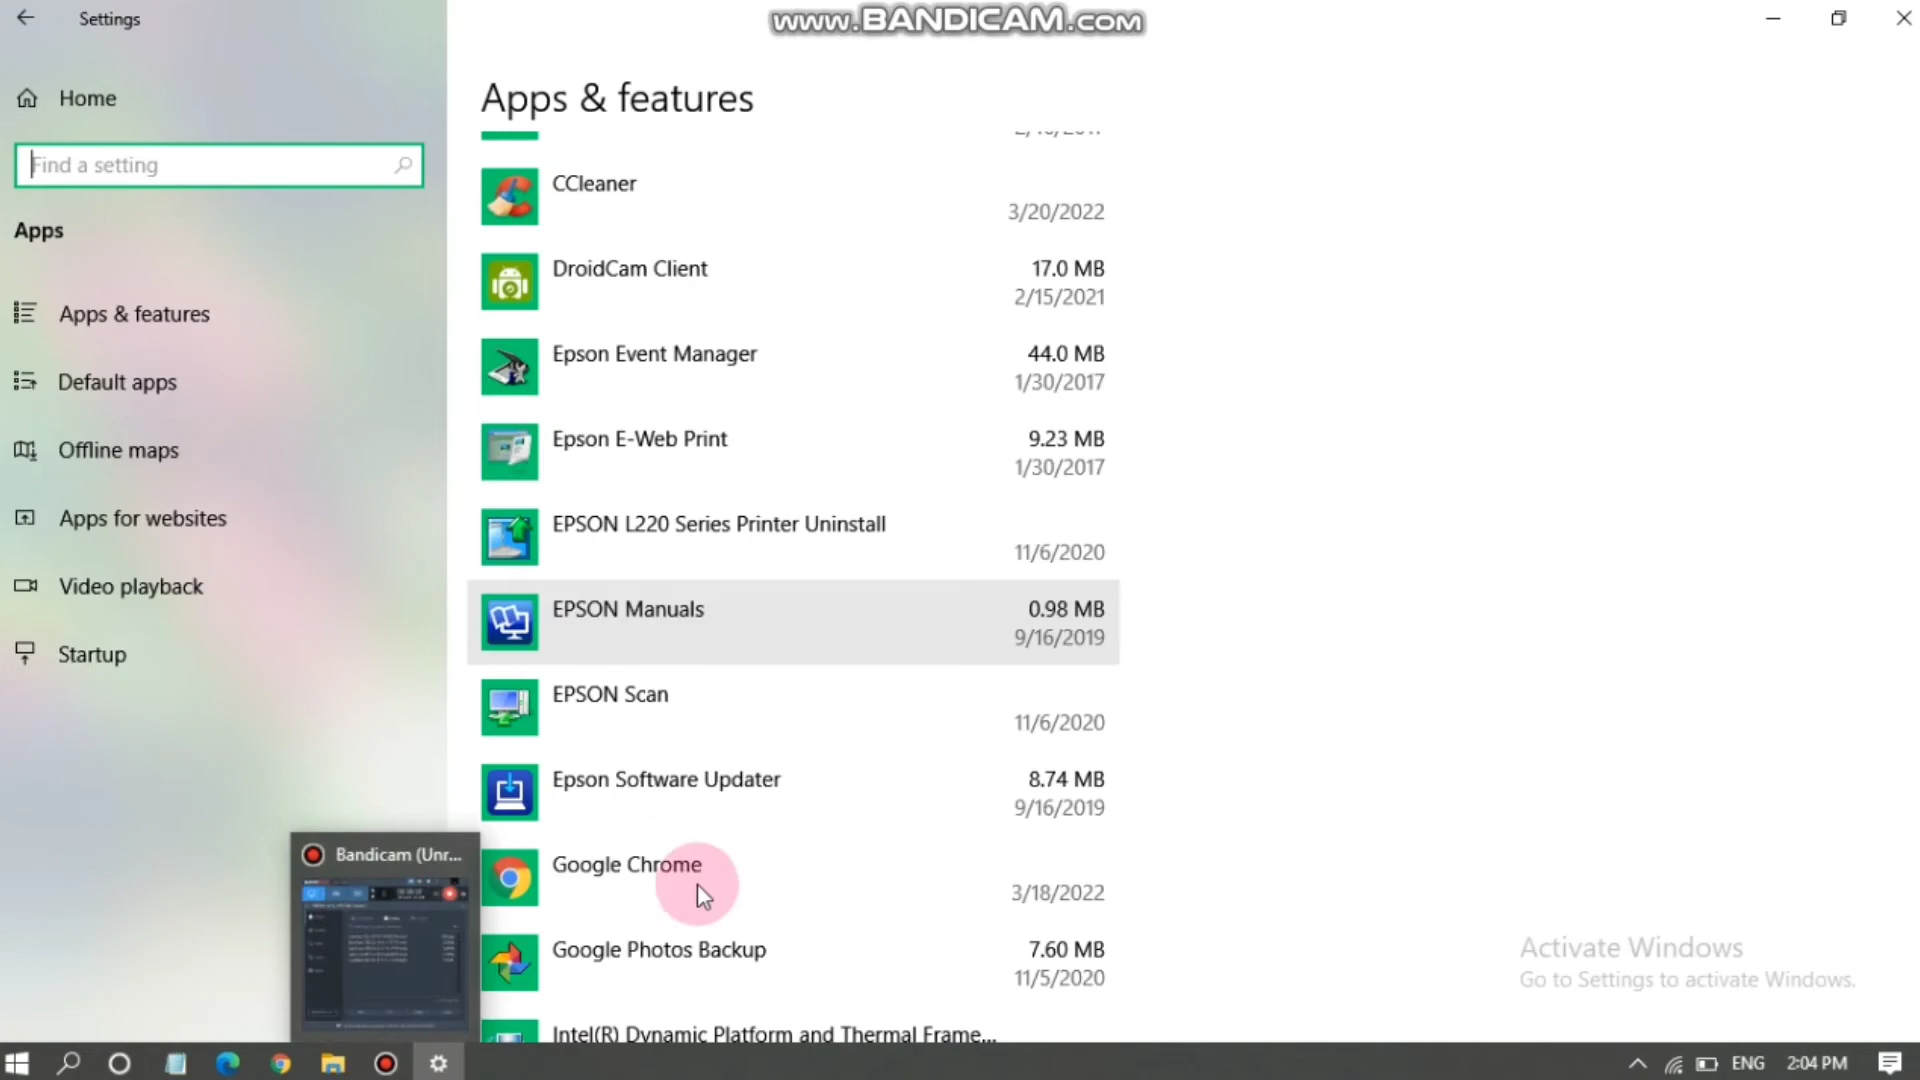 Settings
www.BANDICAM.com
Home
Find a setting
Apps
Apps & features
Default apps
Offline maps
Apps for websites
Video playback
Startup
Apps & features
CCleaner
3/20/2022
DroidCam Client
17.0 MB
2/15/2021
Epson Event Manager
44.0 MB
1/30/2017
Epson E-Web Print
9.23 MB
1/30/2017
EPSON L220 Series Printer Uninstall
11/6/2020
EPSON Manuals
0.98 MB
9/16/2019
EPSON Scan
11/6/2020
Epson Software Updater
8.74 MB
9/16/2019
Google Chrome
3/18/2022
Google Photos Backup
7.60 MB
11/5/2020
Intel(R) Dynamic Platform and Thermal Frame...
Bandicam (Unr...
Activate Windows
Go to Settings to activate Windows.
ENG
2:04 PM